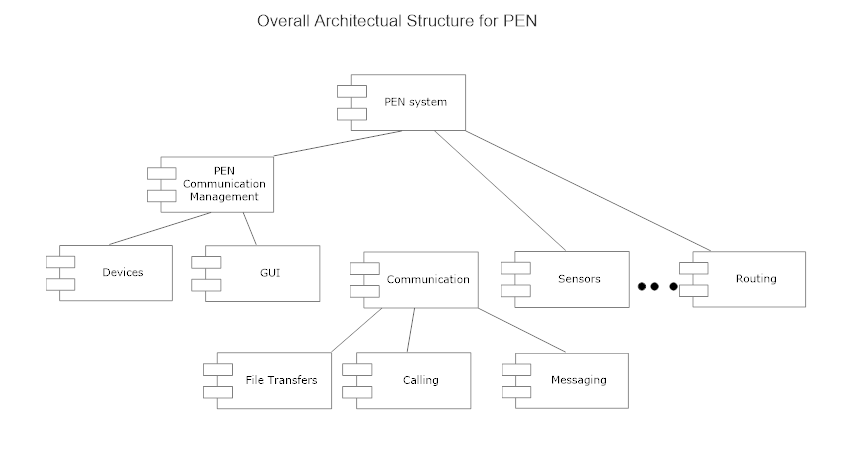 Overall Architectual Structure for PEN
PEN system
PEN
Communication
Management
Devices
GUI
Communication
Sensors
Routing
File Transfers
Calling
Messaging